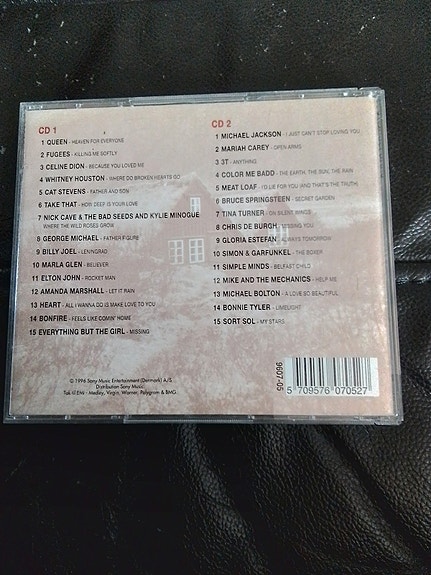 CD 1
1 QUEEN - HEAVEN FOR EVERYONE
2 FUGEES - KILLING ME SOFTLY
3 CELINE DION - BECAUSE YOU LOVED ME
4 WHITNEY HOUSTON - WHERE DO BROKEN HEARTS GO
5 CAT STEVENS - FATHER AND SON
6 TAKE THAT - HOW DEEP IS YOUR LOVE
7 NICK CAVE & THE BAD SEEDS AND KYLIE MINOGUE
WHERE THE WILD ROSES GROW
8 GEORGE MICHAEL - FATHER FIGURE
9 BILLY JOEL - LENINGRAD
10 MARLA GLEN - BELIEVER
11 ELTON JOHN - ROCKET MAN
12 AMANDA MARSHALL - LET IT RAIN
13 HEART - ALL I WANNA DO IS MAKE LOVE TO YOU
14 BONFIRE - FEELS LIKE COMIN' HOME
15 EVERYTHING BUT THE GIRL - MISSING
CD 2
1 MICHAEL JACKSON - I JUST CAN'T STOP LOVING YOU
2 MARIAH CAREY - OPEN ARMS
3 3T - ANYTHING
4 COLOR ME BADD - THE EARTH, THE SUN, THE RAIN
5 MEAT LOAF - I'D LIE FOR YOU (AND THAT'S THE TRUTH)
6 BRUCE SPRINGSTEEN - SECRET GARDEN
7 TINA TURNER - ON SILENT WINGS
8 CHRIS DE BURGH - MISSING YOU
9 GLORIA ESTEFAN - ALWAYS TOMORROW
10 SIMON & GARFUNKEL - THE BOXER
11 SIMPLE MINDS - BELFAST CHILD
12 MIKE AND THE MECHANICS - HELP ME
13 MICHAEL BOLTON - A LOVE SO BEAUTIFUL
14 BONNIE TYLER - LIMELIGHT
15 SORT SOL - MY STARS
© 1996 Sony Music Entertainment (Denmark) A/S
Distribution Sony Music
Tak til EMI - Medley, Virgin, Warner, Polygram & BMG
9607-05
5 709576 070527